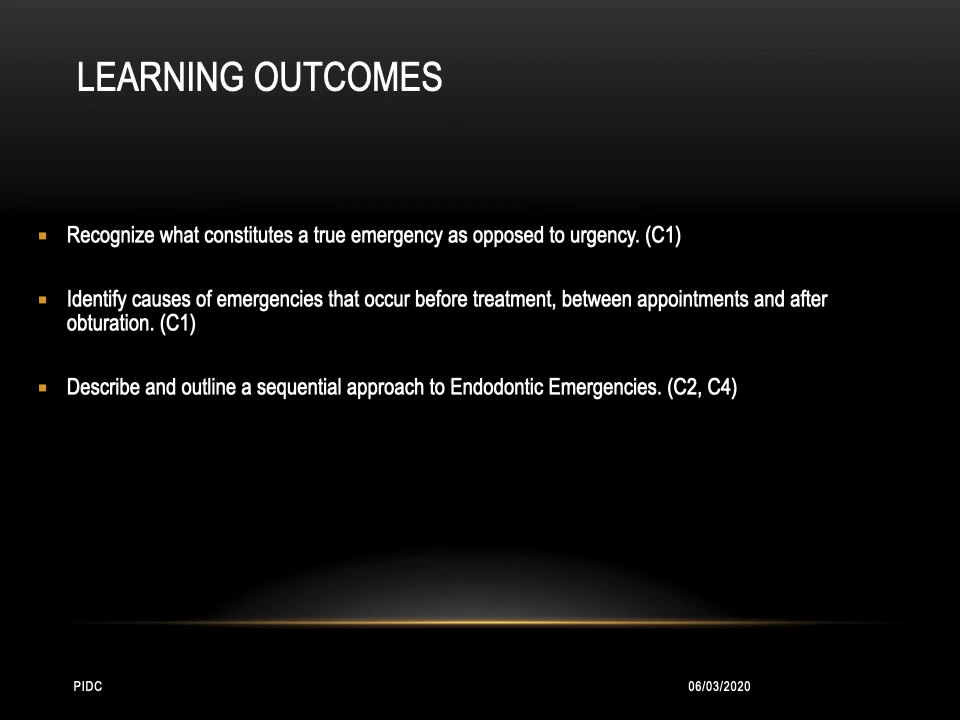 LEARNING OUTCOMES
Recognize what constitutes a true emergency as opposed to urgency. (C1)
Identify causes of emergencies that occur before treatment, between appointments and after
obturation. (C1)
Describe and outline a sequential approach to Endodontic Emergencies. (C2, C4)
PIDC
06/03/2020